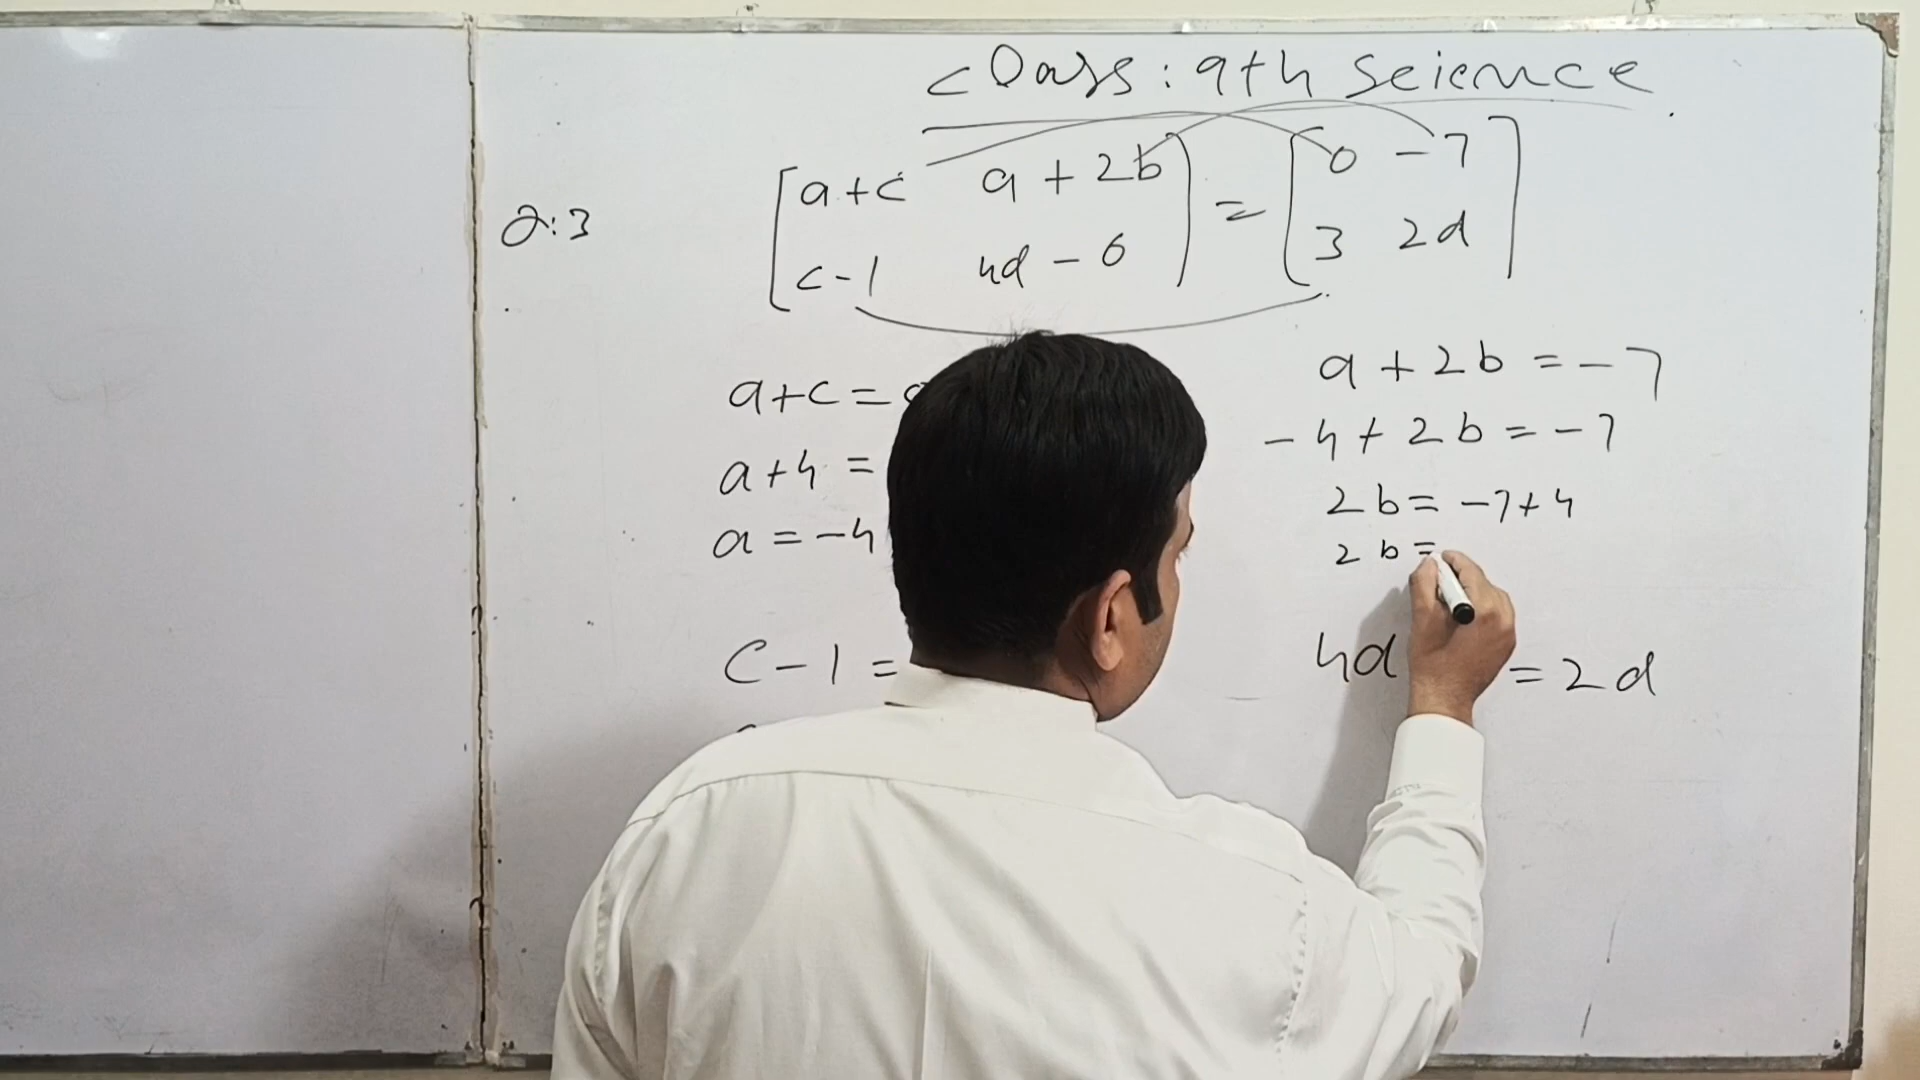 class: 9th science
Q:3
[a+c a+2b
c-1 4d-6] = [0 -7
3 2d]
a+c=
a+4 =
a=-4
c-1=
a+2b=-7
-4+2b=-7
2b=-7+4
2b=
4d =2d